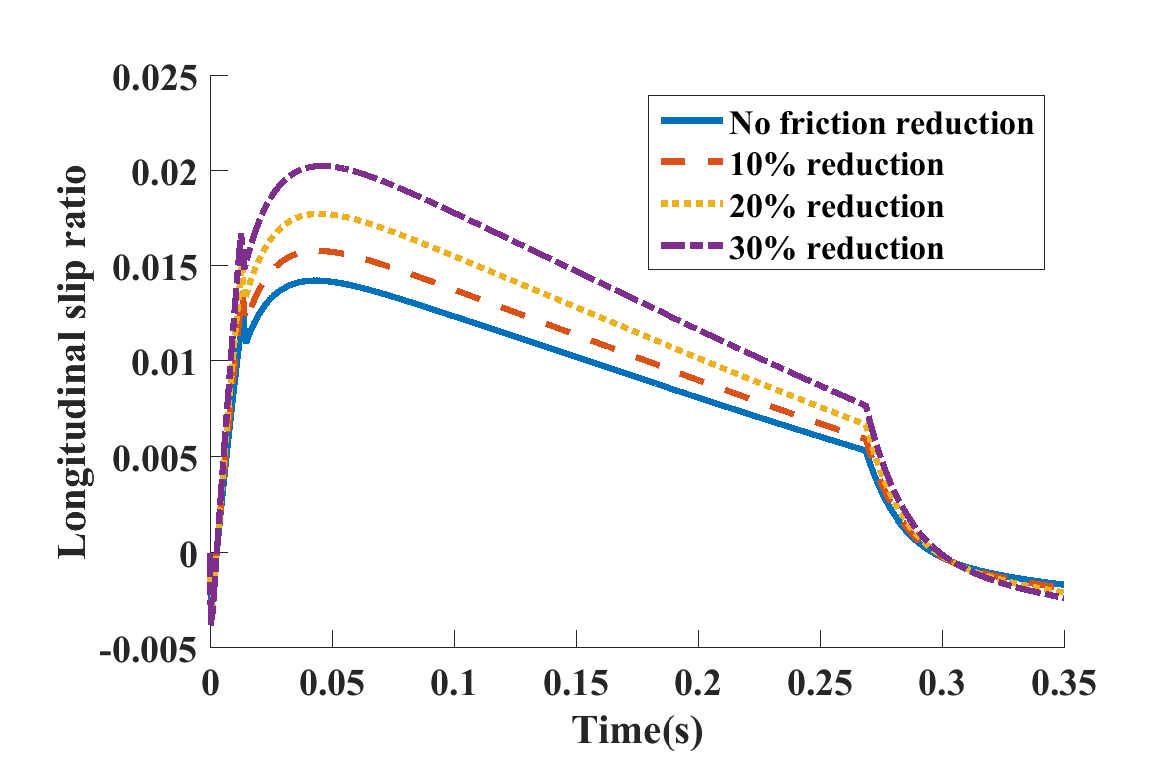 0.025
0.02
0.015
0.01
0.005
0
-0.005
Longitudinal slip ratio
No friction reduction
10% reduction
20% reduction
30% reduction
0 0.05 0.1 0.15 0.2 0.25 0.3 0.35
Time(s)